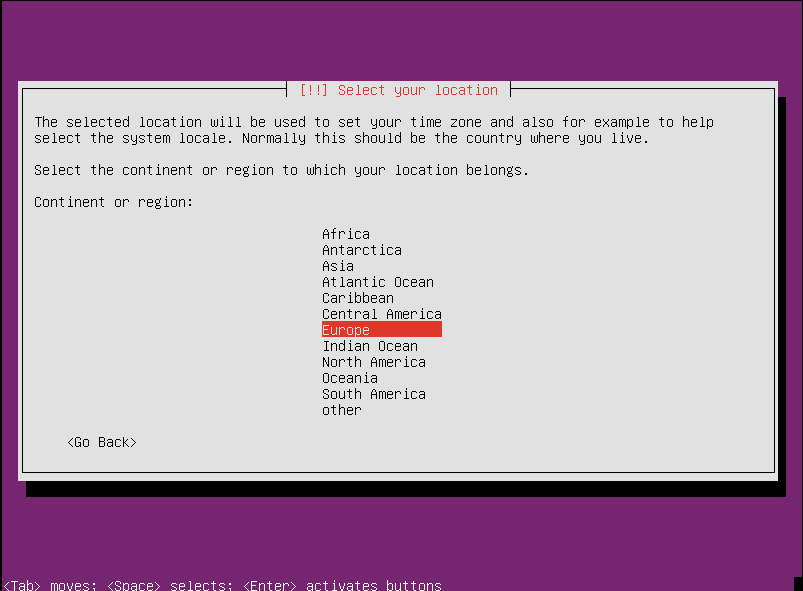 [!!] Select your location
The selected location will be used to set your time zone and also for example to help
select the system locale. Normally this should be the country where you live.
Select the continent or region to which your location belongs.
Continent or region:
Africa
Antarctica
Asia
Atlantic Ocean
Caribbean
Central America
Europe
Indian Ocean
North America
Oceania
South America
other
<Go Back>
<Tab> moves; <Space> selects; <Enter> activates buttons